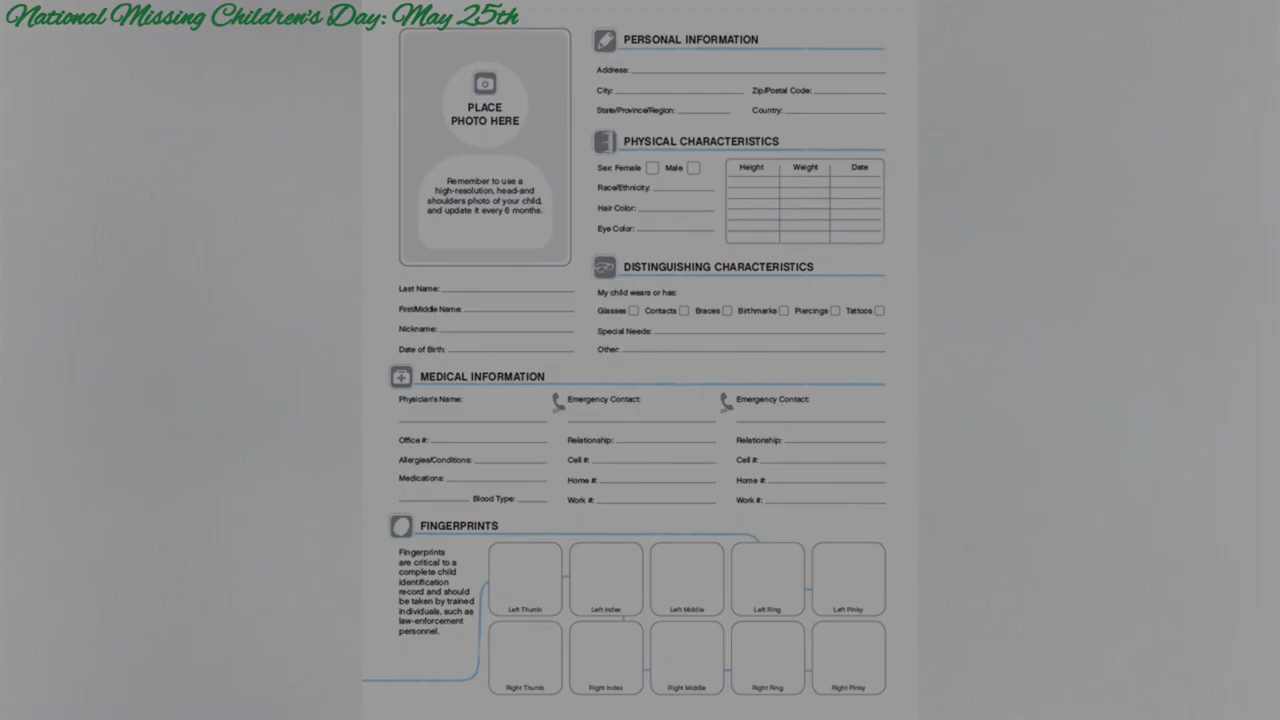 National Missing Children's Day: May 25th
PLACE
PHOTO HERE
Remember to use a
high-resolution, head-and
shoulders photo of your child,
and update it every 6 months.
Last Name:
First/Middle Name:
Nickname:
Date of Birth:
PERSONAL INFORMATION
Address:
City: Zip/Postal Code:
State/Province/Region: Country:
PHYSICAL CHARACTERISTICS
Sex: Female Male
Race/Ethnicity:
Hair Color:
Eye Color:
Height Weight Date
DISTINGUISHING CHARACTERISTICS
My child wears or has:
Glasses Contacts Braces Birthmarks Piercings Tattoos
Special Needs:
Other:
MEDICAL INFORMATION
Physician's Name: Emergency Contact: Emergency Contact:
Office #: Relationship: Relationship:
Allergies/Conditions: Cell #: Cell #:
Medications: Home #: Home #:
Blood Type: Work #: Work #:
FINGERPRINTS
Fingerprints
are critical to a
complete child
identification
record and should
be taken by trained
individuals, such as
law-enforcement
personnel.
Left Thumb Left Index Left Middle Left Ring Left Pinky
Right Thumb Right Index Right Middle Right Ring Right Pinky